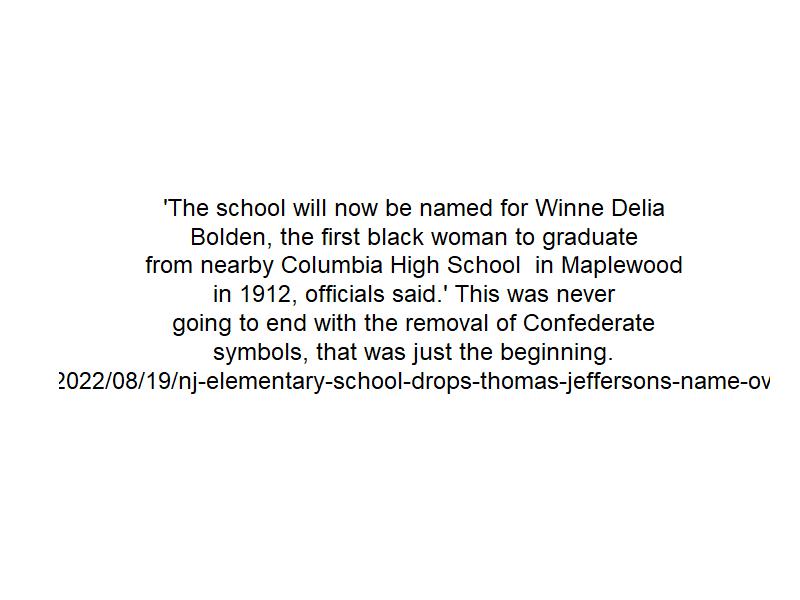 'The school will now be named for Winne Delia
Bolden, the first black woman to graduate
from nearby Columbia High School  in Maplewood
in 1912, officials said.' This was never
going to end with the removal of Confederate
symbols, that was just the beginning.
2022/08/19/nj-elementary-school-drops-thomas-jeffersons-name-ov